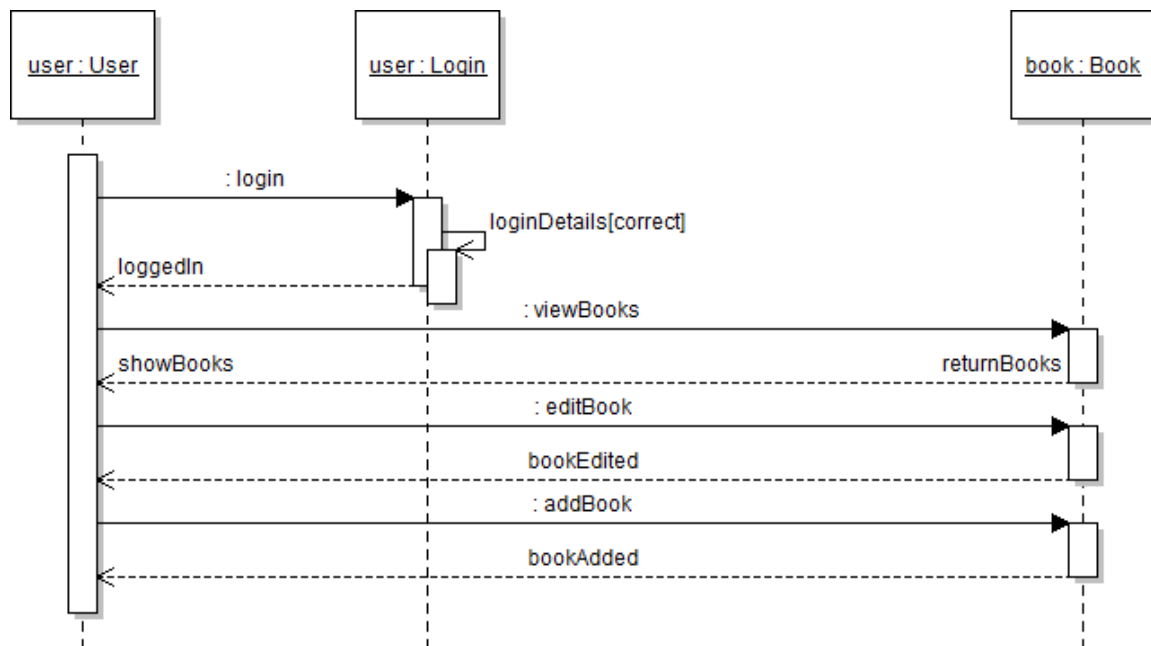 user : User
user : Login
book : Book
: login
loginDetails[correct]
loggedIn
: viewBooks
showBooks
returnBooks
: editBook
bookEdited
: addBook
bookAdded